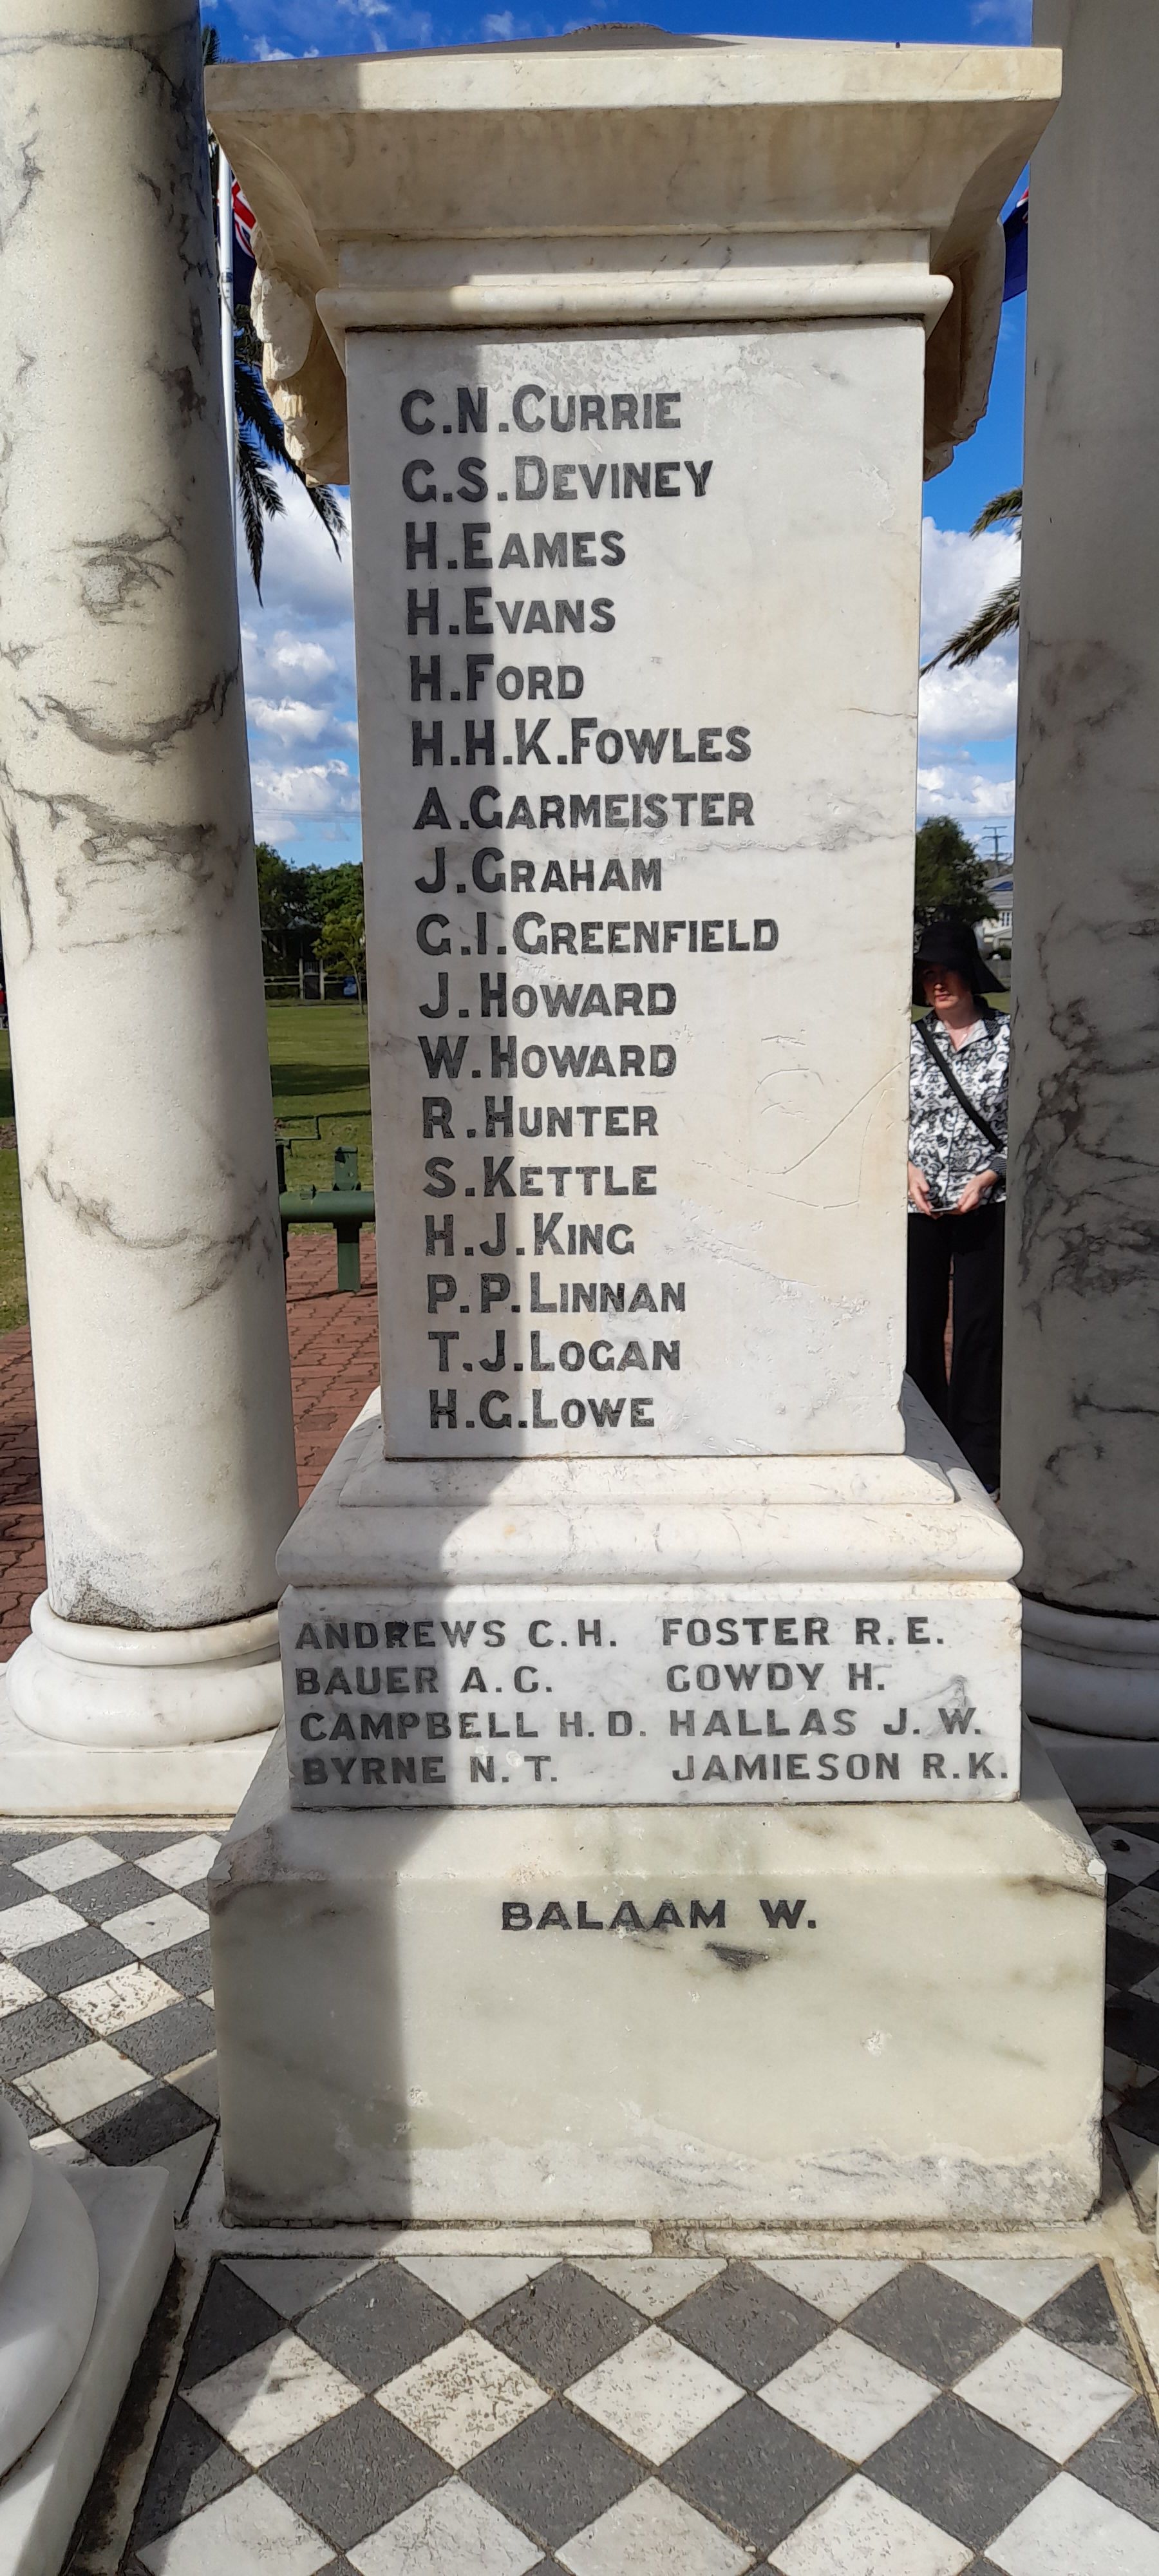 C.N.CURRIE
G.S.DEVINEY
H.EAMES
H.EVANS
H.FORD
H.H.K.FOWLES
A.GARMEISTER
J.GRAHAM
G.I.GREENFIELD
J.HOWARD
W.HOWARD
R.HUNTER
S.KETTLE
H.J.KING
P.P.LINNAN
T.J.LOGAN
H.G.LOWE
ANDREWS C.H. FOSTER R.E.
BAUER A.G. GOWDY H.
CAMPBELL H.D. HALLAS J. W.
BYRNE N. T. JAMIESON R.K.
BALAAM W.